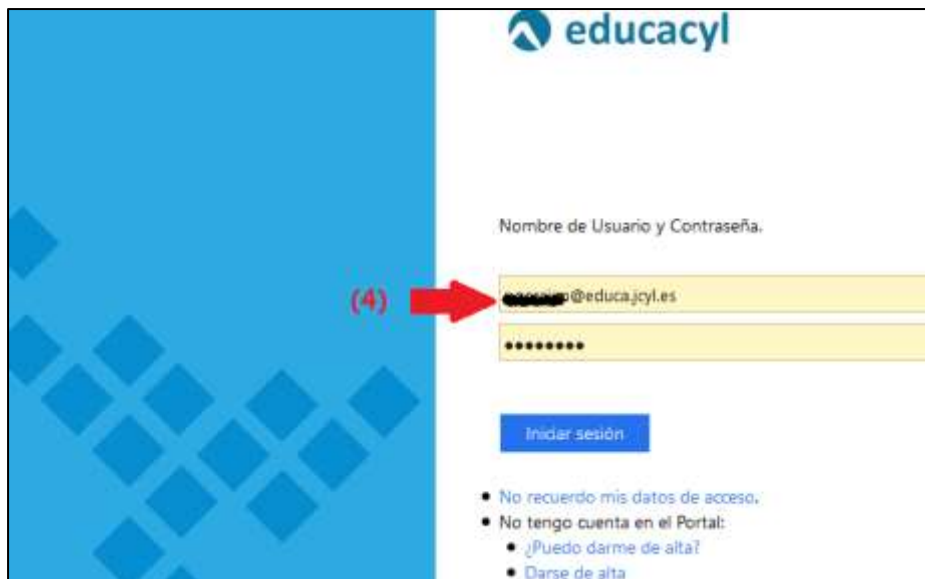 educacyl
Nombre de Usuario y Contraseña.
(4)
@educa.jcyl.es
Iniciar sesión
No recuerdo mis datos de acceso.
No tengo cuenta en el Portal:
¿Puedo darme de alta?
Darse de alta